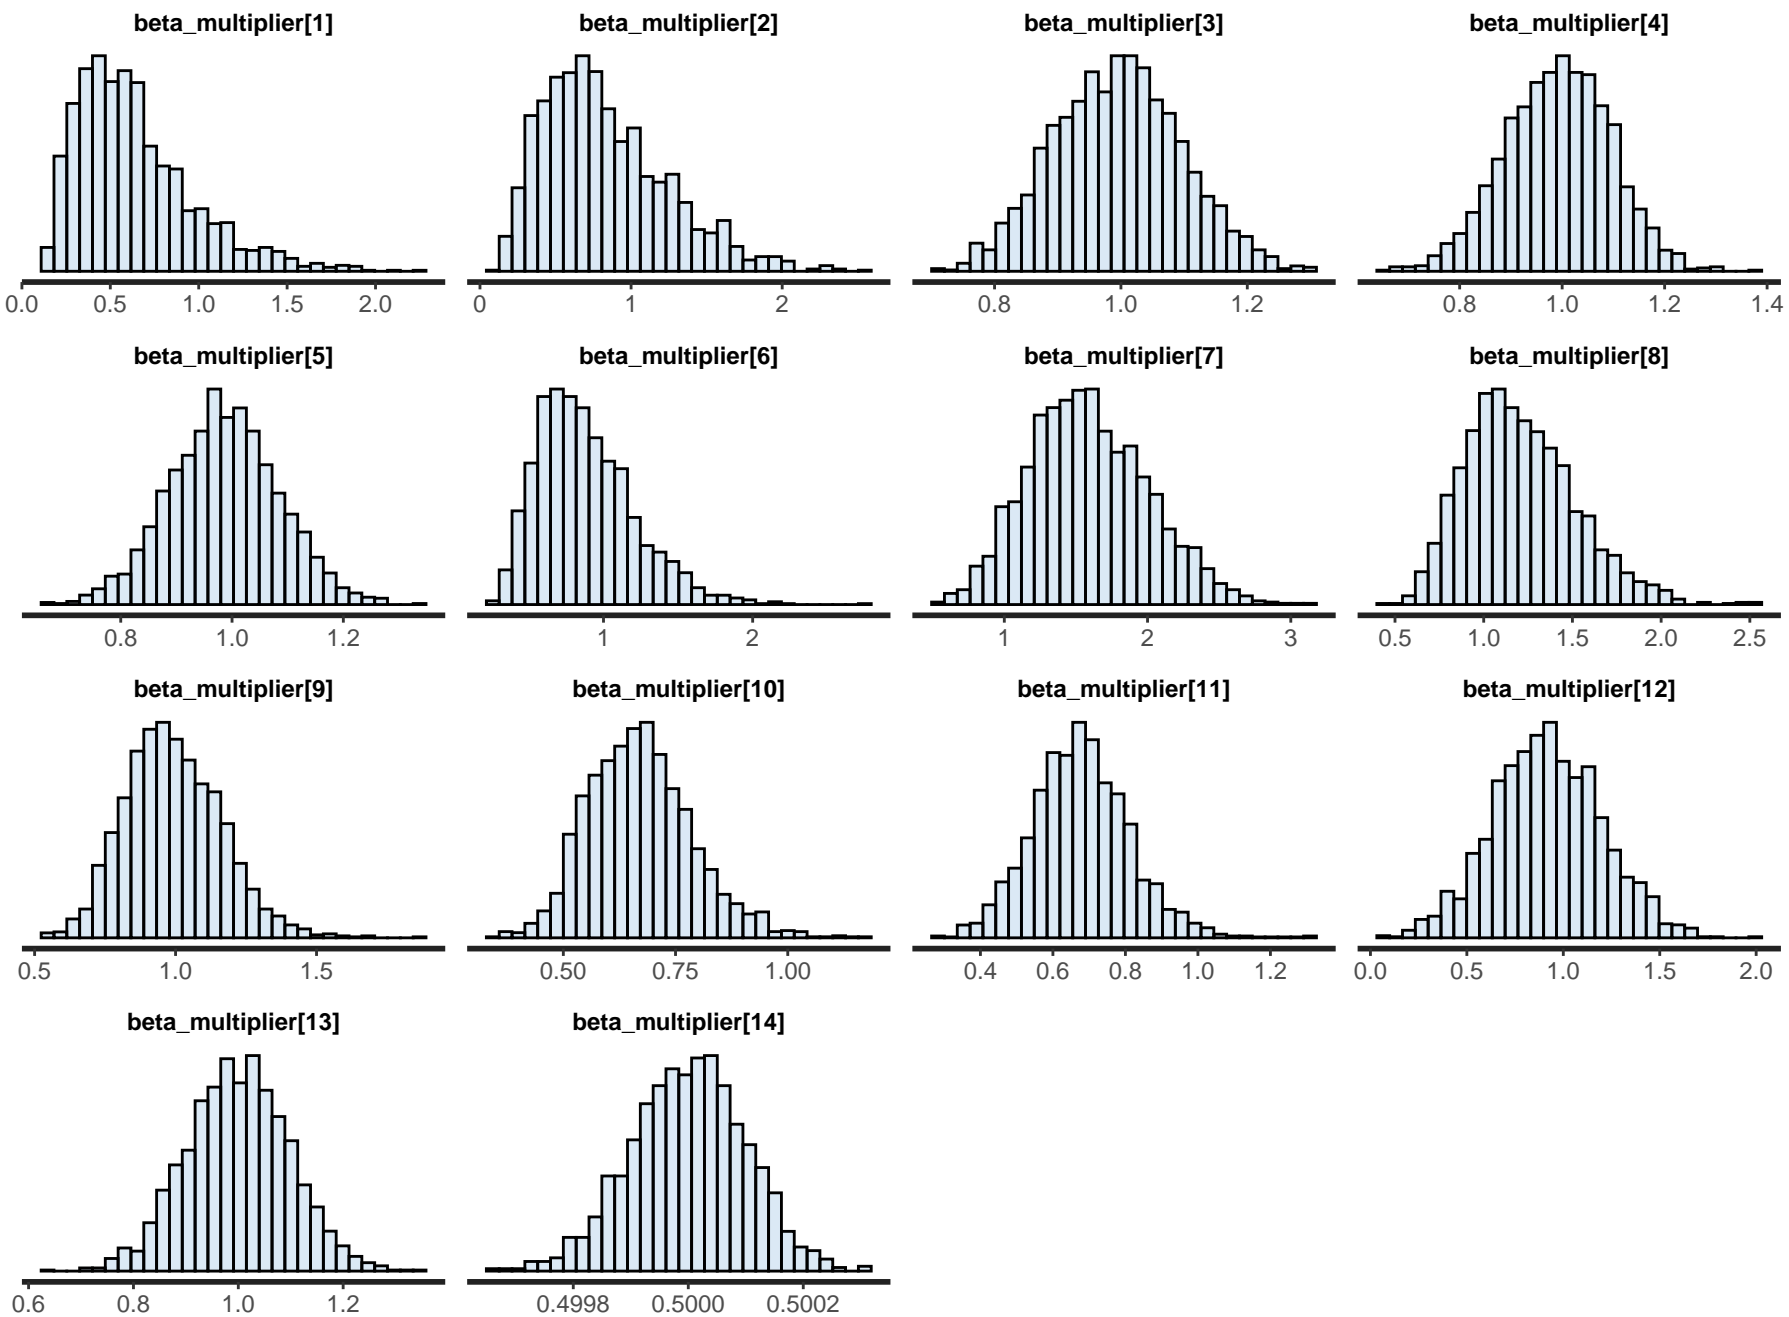 beta_multiplier[1] beta_multiplier[2] beta_multiplier[3] beta_multiplier[4]
0.0 0.5 1.0 1.5 2.0 0 1 2 0.8 1.0 1.2 0.8 1.0 1.2 1.4
beta_multiplier[5] beta_multiplier[6] beta_multiplier[7] beta_multiplier[8]
0.8 1.0 1.2 1 2 1 2 3 0.5 1.0 1.5 2.0 2.5
beta_multiplier[9] beta_multiplier[10] beta_multiplier[11] beta_multiplier[12]
0.5 1.0 1.5 0.50 0.75 1.00 0.4 0.6 0.8 1.0 1.2 0.0 0.5 1.0 1.5 2.0
beta_multiplier[13] beta_multiplier[14]
0.6 0.8 1.0 1.2 0.4998 0.5000 0.5002